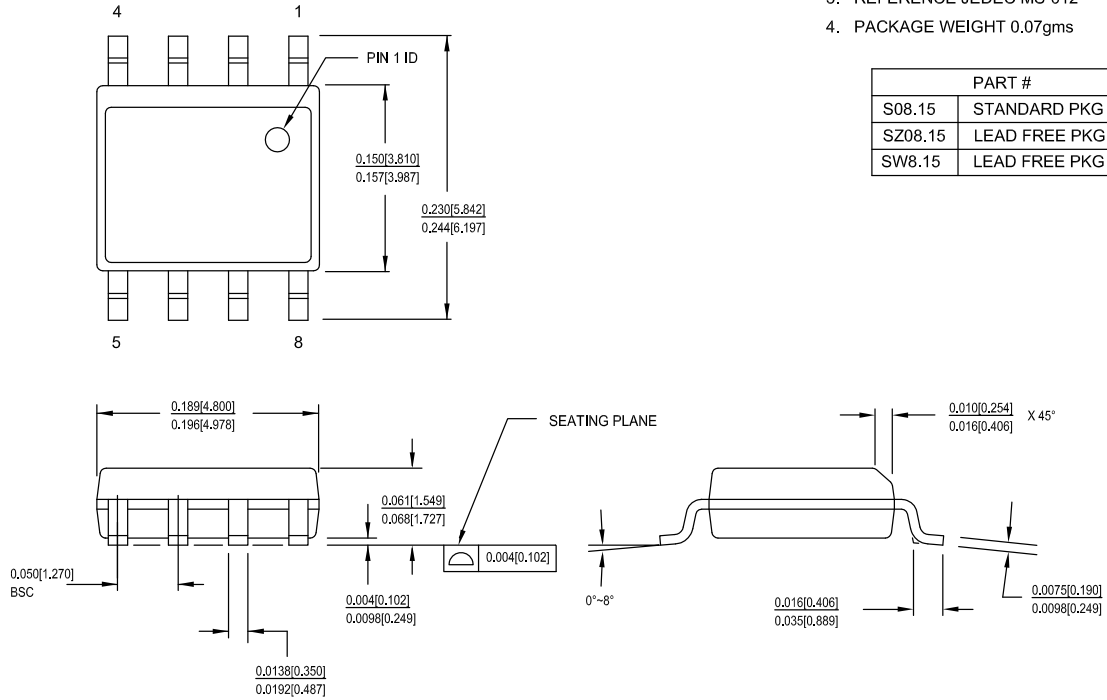 3. REFERENCE JEDEC MS-012
4. PACKAGE WEIGHT 0.07gms
PART #
S08.15 STANDARD PKG
SZ08.15 LEAD FREE PKG
SW8.15 LEAD FREE PKG
4 1
PIN 1 ID
0.150[3.810]
0.157[3.987]
0.230[5.842]
0.244[6.197]
5 8
0.189[4.800]
0.196[4.978]
SEATING PLANE
0.010[0.254]
0.016[0.406]
X 45°
0.061[1.549]
0.068[1.727]
0.004[0.102]
0.050[1.270]
BSC
0.004[0.102]
0.0098[0.249]
0°~8°
0.016[0.406]
0.035[0.889]
0.0075[0.190]
0.0098[0.249]
0.0138[0.350]
0.0192[0.487]